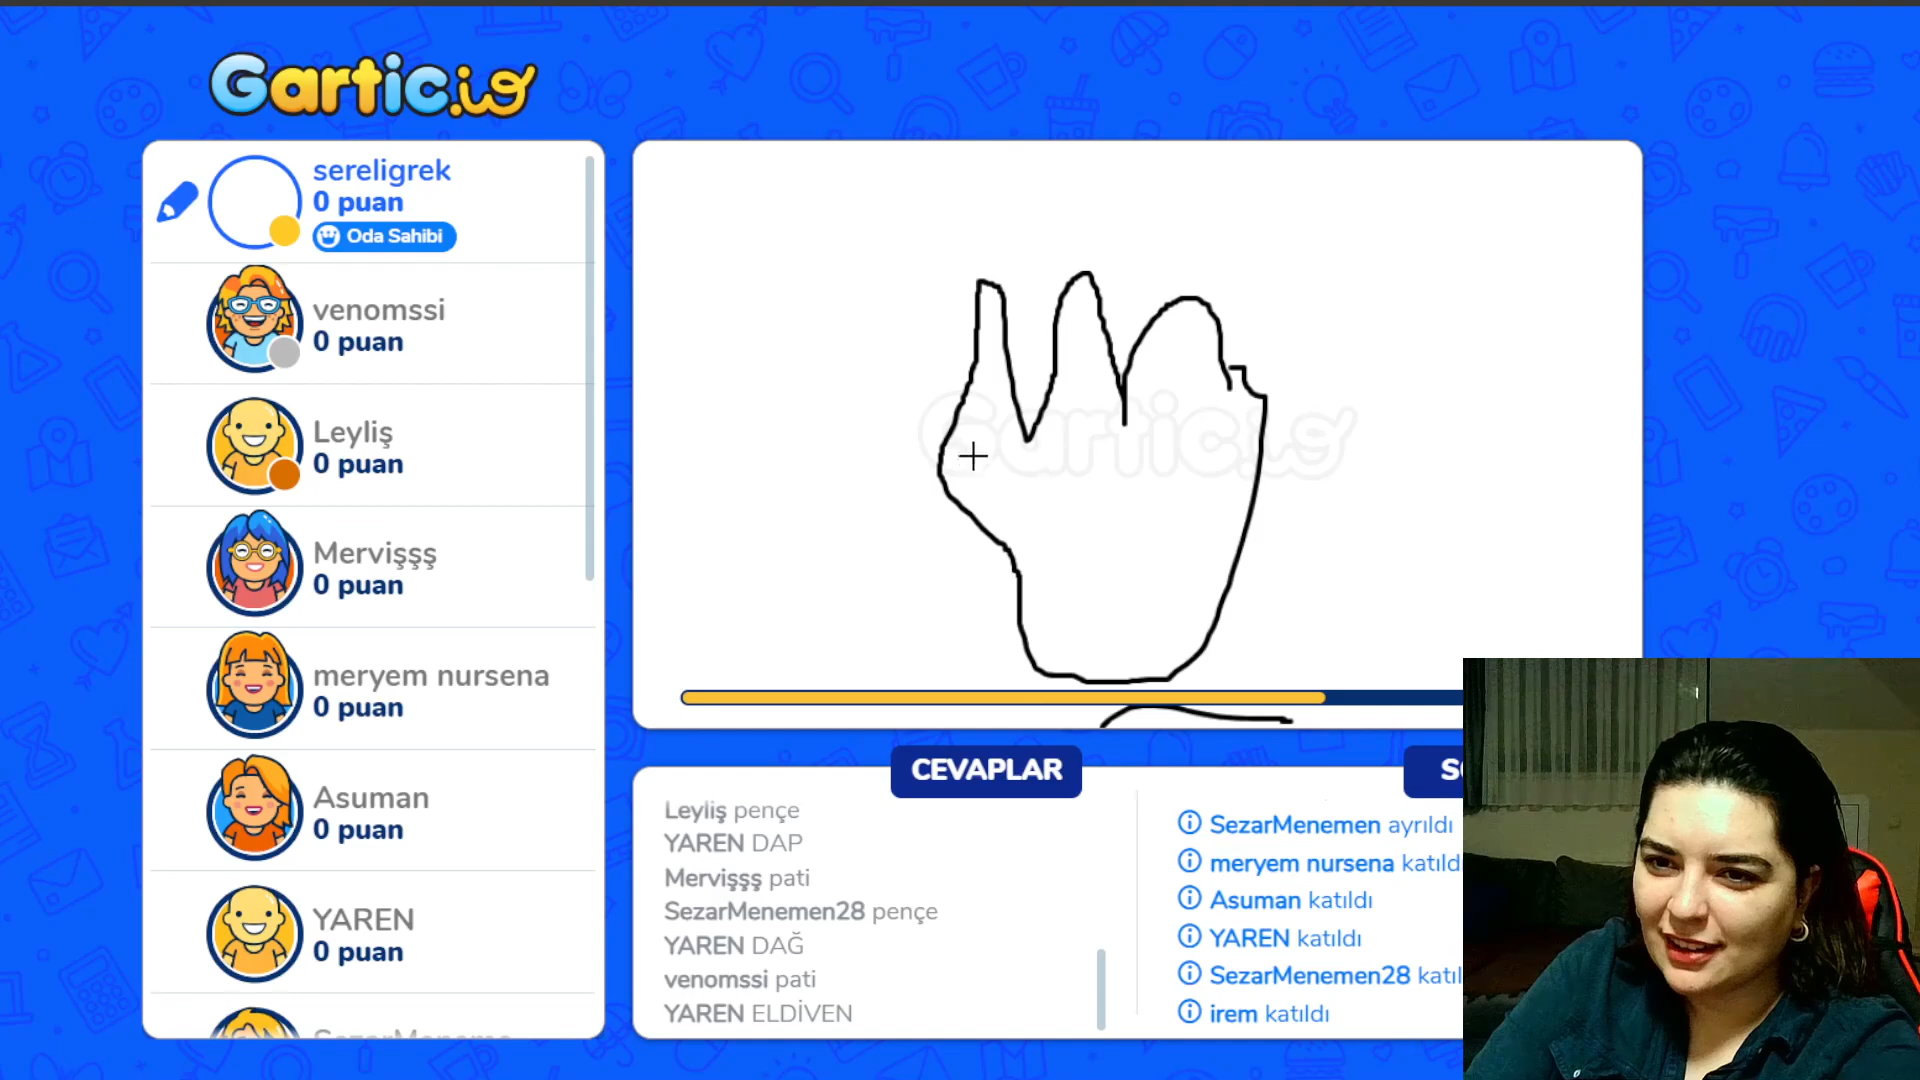 Gartic.io
sereligrek
0 puan
Oda Sahibi
venomssi
0 puan
Leyliş
0 puan
Mervişşş
0 puan
meryem nursena
0 puan
Asuman
0 puan
YAREN
0 puan
Gartic.io
CEVAPLAR
Leyliş pençe
YAREN DAP
Mervişşş pati
SezarMenemen28 pençe
YAREN DAĞ
venomssi pati
YAREN ELDİVEN
SezarMenemen ayrıldı
meryem nursena katıld
Asuman katıldı
YAREN katıldı
SezarMenemen28 katıl
irem katıldı